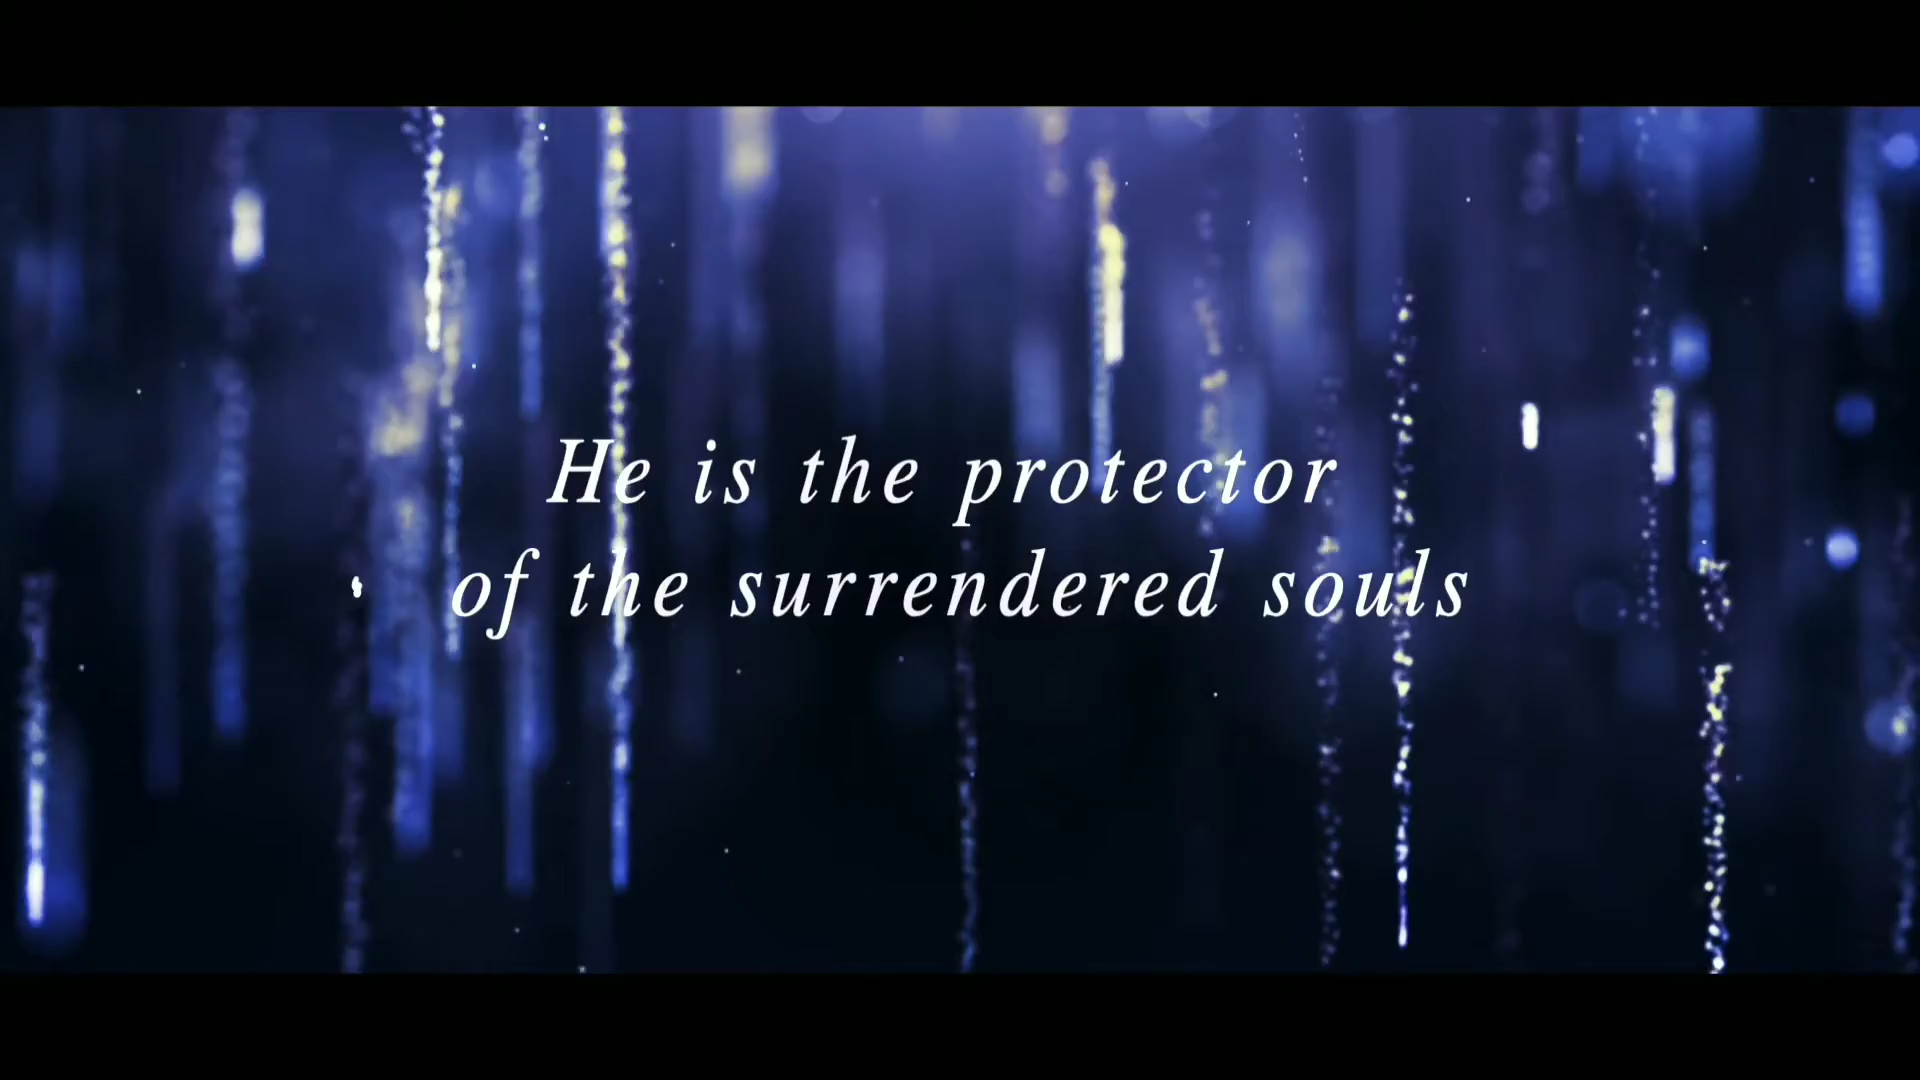 He is the protector
of the surrendered souls